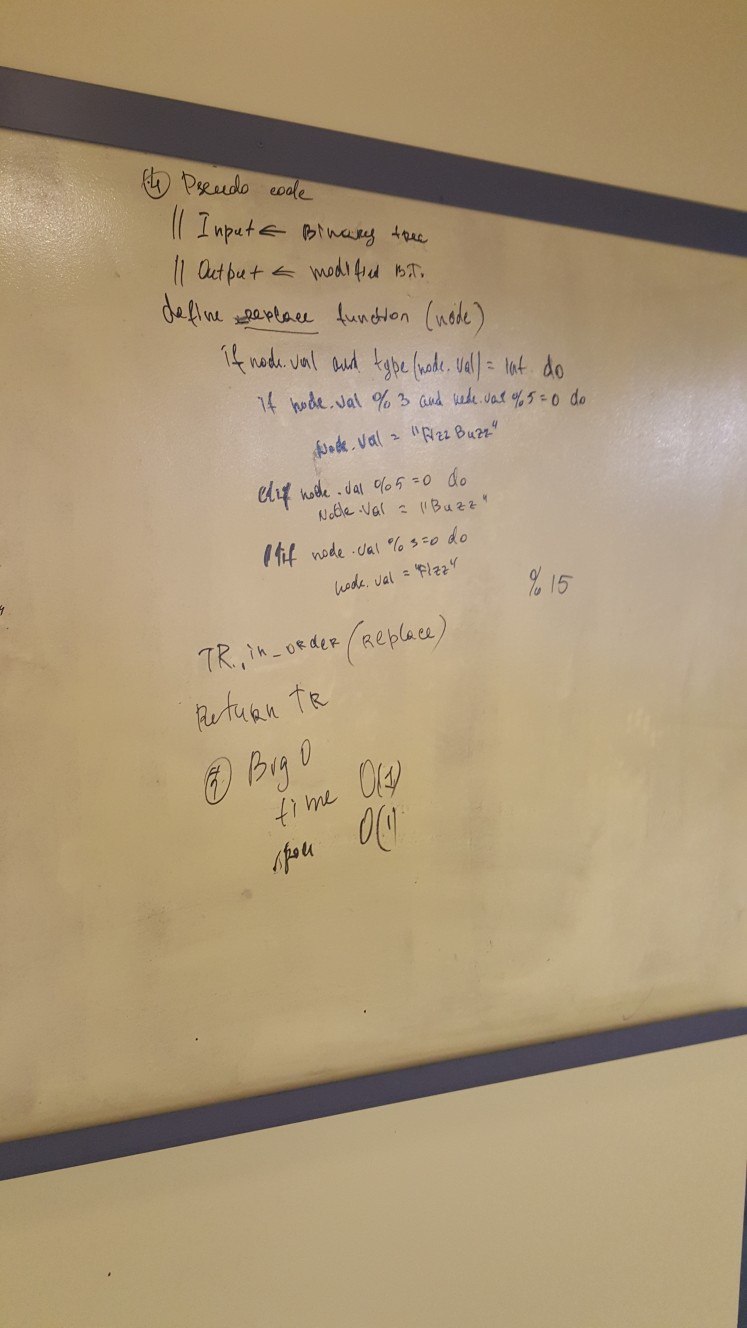 #4 Pseudo code
// Input ← Binary tree
// Output ← modified B.T.
define replace function (node)
if node.val and type(node.val) = int do
if node.val %3 and node.val %5=0 do
Node.val = "FizzBuzz"
elif node.val %5=0 do
Node.val = "Buzz"
elif node.val %3=0 do
node.val = "Fizz"
%15
TR.in_order(replace)
Return TR
Big O
time O(1)
space O(1)